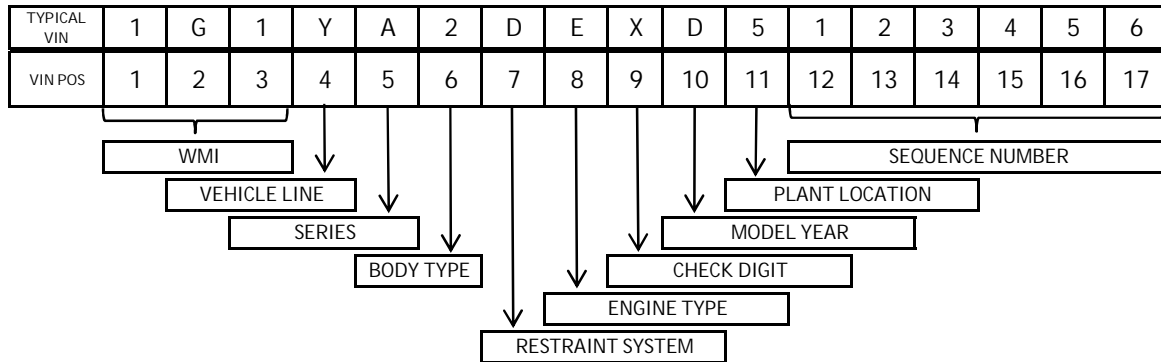 TYPICAL VIN 1 G 1 Y A 2 D E X D 5 1 2 3 4 5 6
VIN POS 1 2 3 4 5 6 7 8 9 10 11 12 13 14 15 16 17
WMI SEQUENCE NUMBER
VEHICLE LINE PLANT LOCATION
SERIES MODEL YEAR
BODY TYPE CHECK DIGIT
ENGINE TYPE
RESTRAINT SYSTEM